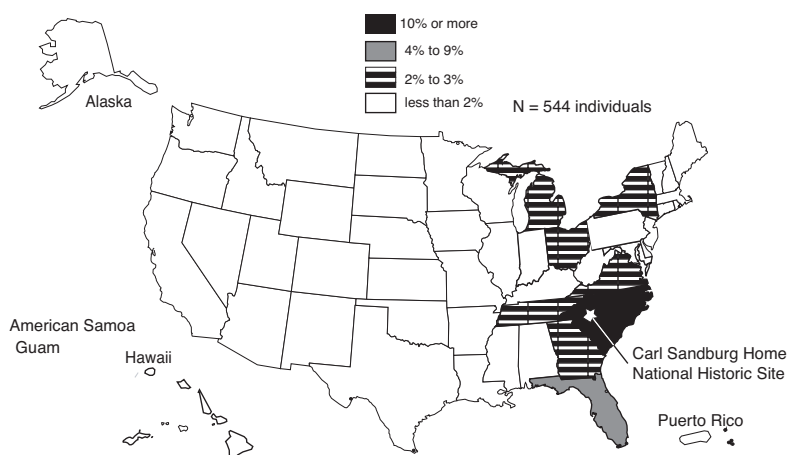 10% or more
4% to 9%
2% to 3%
less than 2%
N = 544 individuals
Alaska
American Samoa
Guam
Hawaii
Carl Sandburg Home
National Historic Site
Puerto Rico